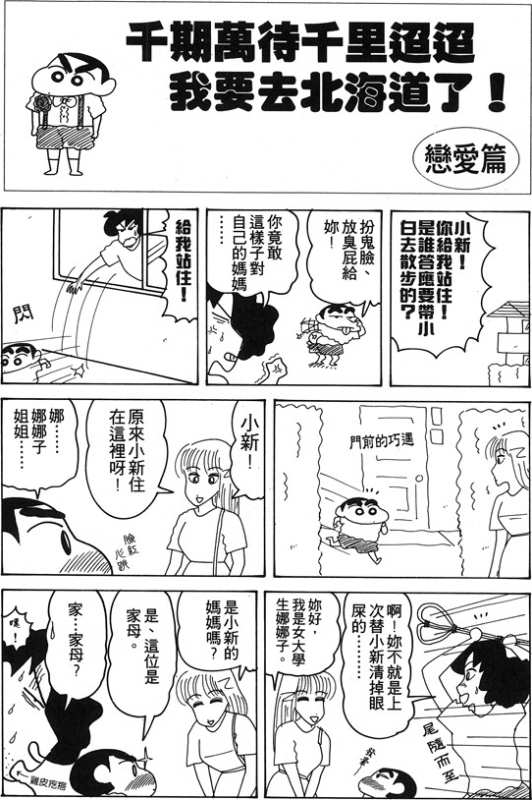 千期萬待千里迢迢
我要去北海道了！
戀愛篇
小新！
你給我站住！
是誰答應要帶小
白去散步的？
扮鬼臉、
放臭屁給
妳！
你竟敢
這樣子對
自己的媽媽
……
給我站住！
閃
門前的巧遇
小新！
原來小新住
在這裡呀！
娜……
娜娜子
姐姐……
臉紅
心跳
啊！妳不就是上
次替小新清掉眼
屎的………
尾隨而至
妳好，
我是女大學
生娜娜子。
是小新的
媽媽嗎？
是、這位是
家母。
家…家母？
雞皮疙瘩